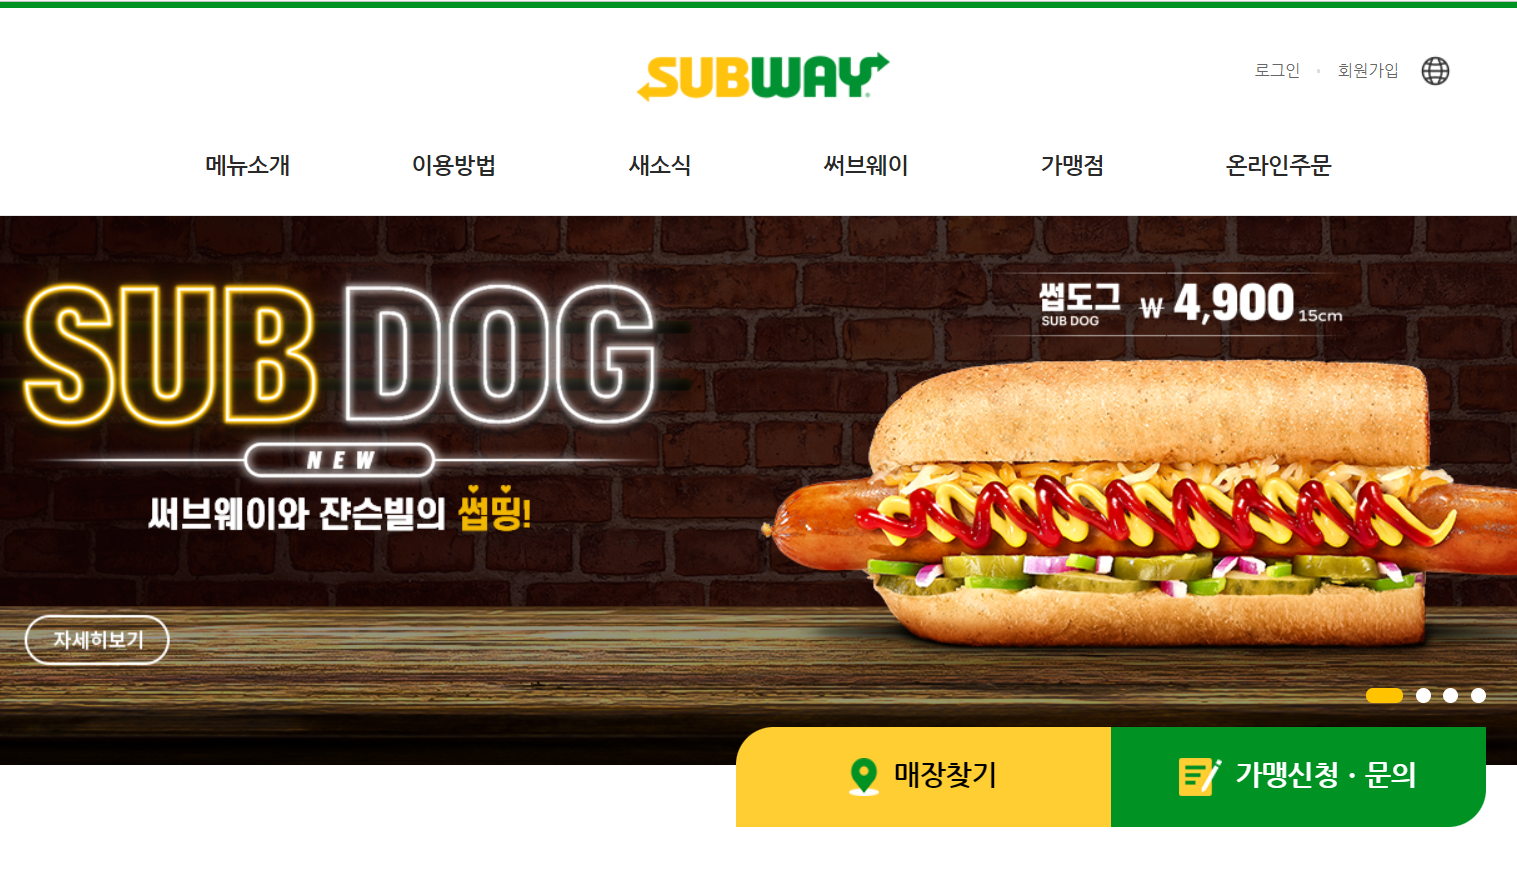 SUBWAY
로그인 회원가입
메뉴소개 이용방법 새소식 써브웨이 가맹점 온라인주문
SUB DOG
NEW
써브웨이와 쟌슨빌의 썹띵!
자세히보기
썹도그 ₩ 4,900 15cm
SUB DOG
매장찾기
가맹신청 · 문의